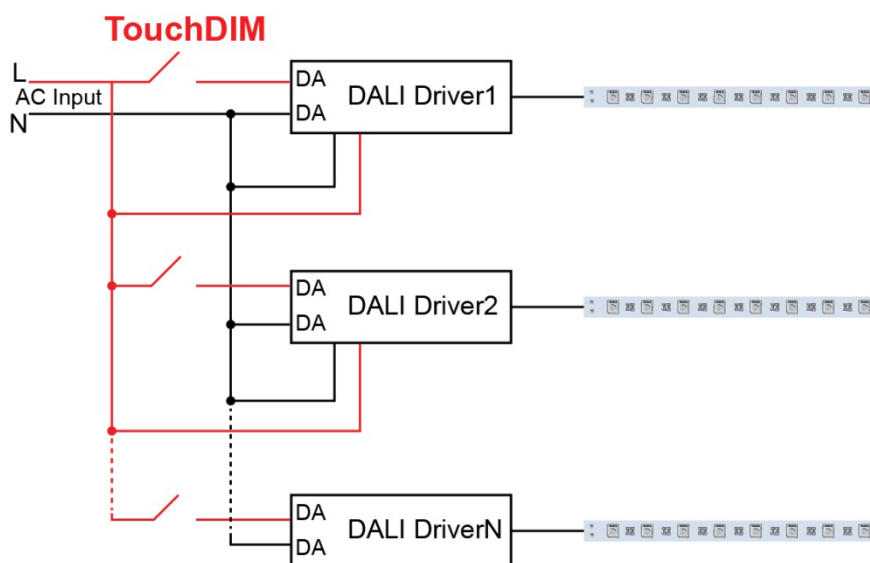 TouchDIM
L
AC Input
N
DA
DA
DALI Driver1
DA
DA
DALI Driver2
DA
DA
DALI DriverN